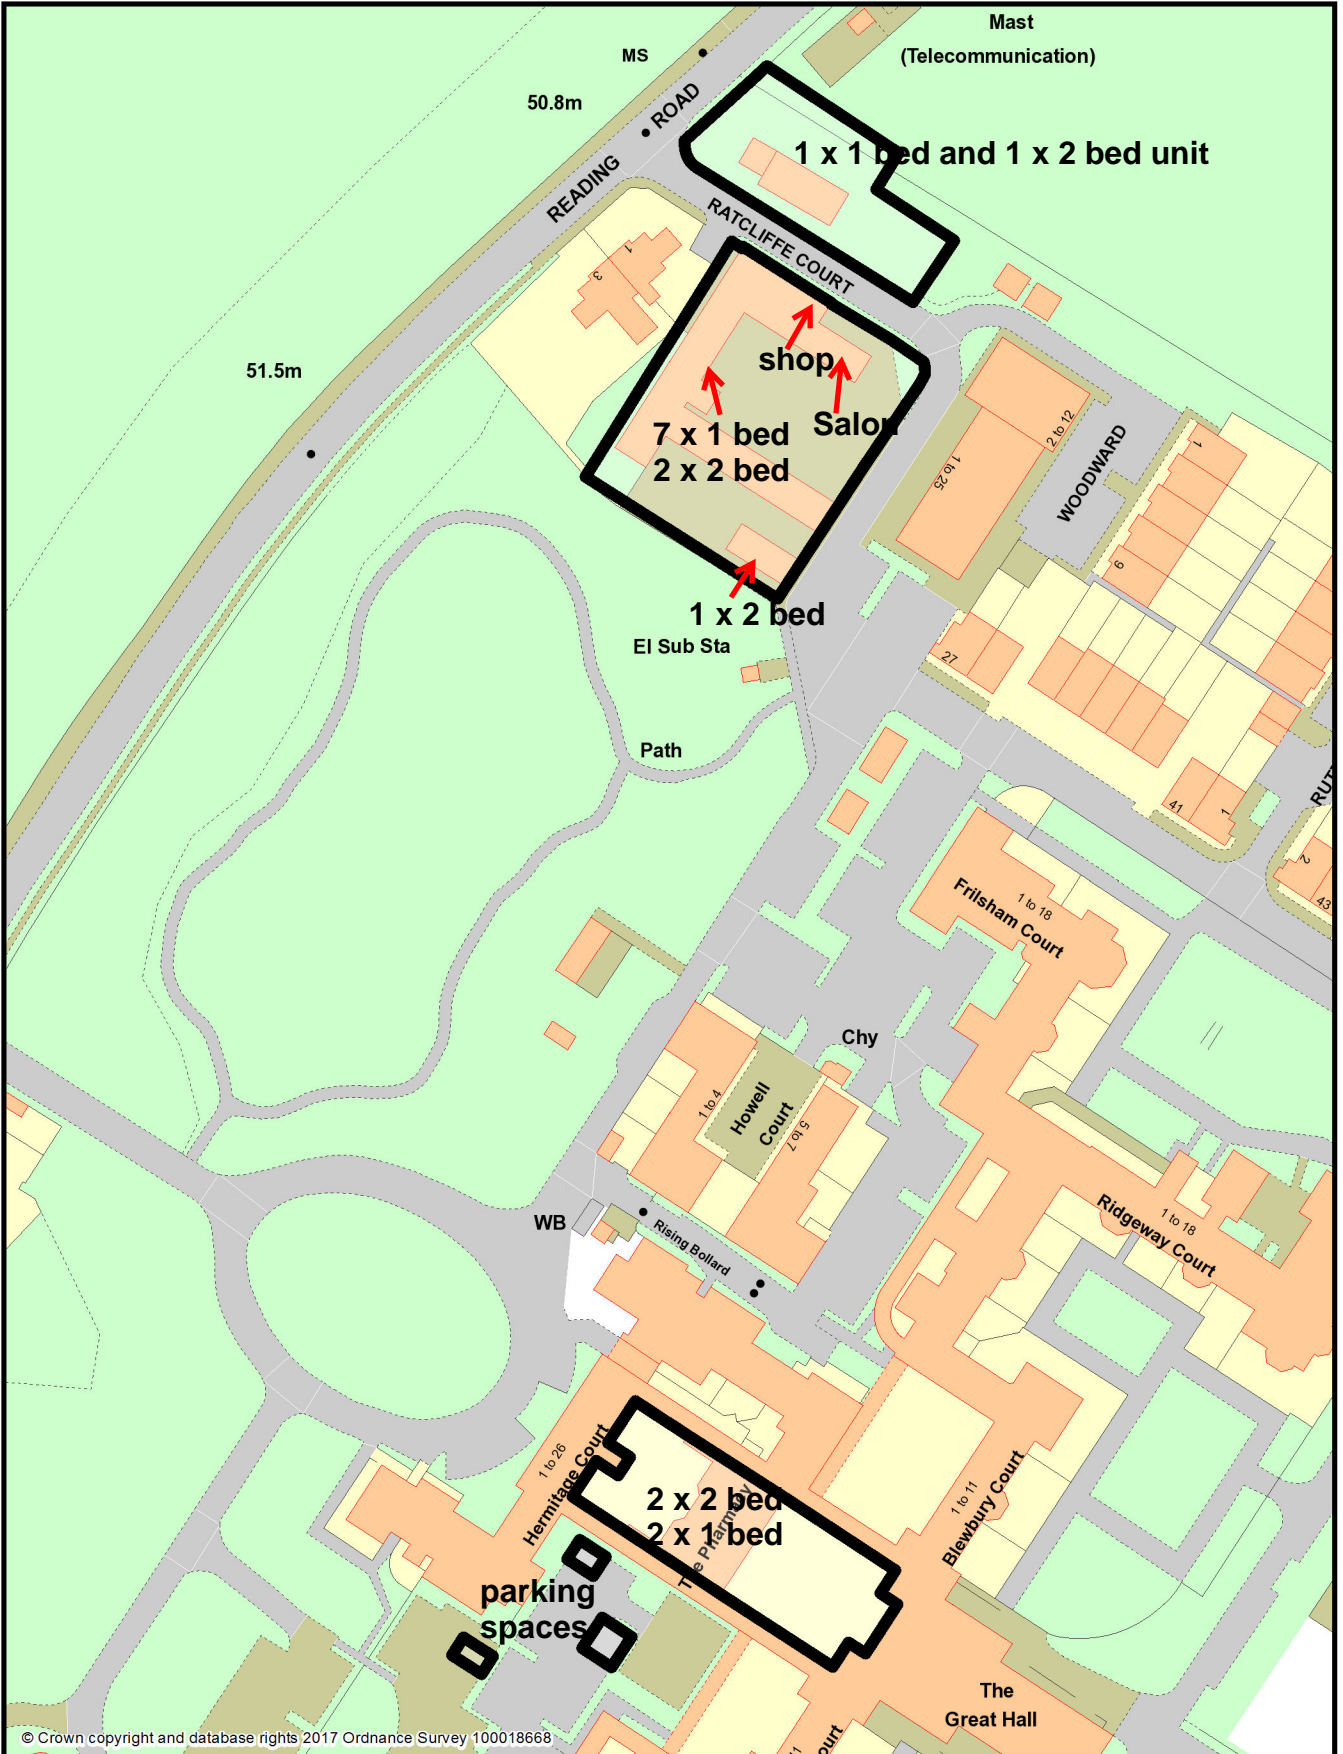 Mast
(Telecommunication)
MS
50.8m
READING ROAD
1 x 1 bed and 1 x 2 bed unit
RATCLIFFE COURT
1
3
51.5m
shop
Salon
7 x 1 bed
2 x 2 bed
2 to 12
1 to 25
WOODWARD
1
9
1 x 2 bed
El Sub Sta
27
Path
41
1
2
43
Frilsham Court
1 to 18
Chy
Howell
Court
1 to 4
5 to 7
WB
Rising Bollard
Ridgeway Court
1 to 18
Hermitage Court
1 to 26
2 x 2 bed
2 x 1 bed
The Pharmacy
Blewbury Court
1 to 11
parking
spaces
The
Great Hall
© Crown copyright and database rights 2017 Ordnance Survey 100018668